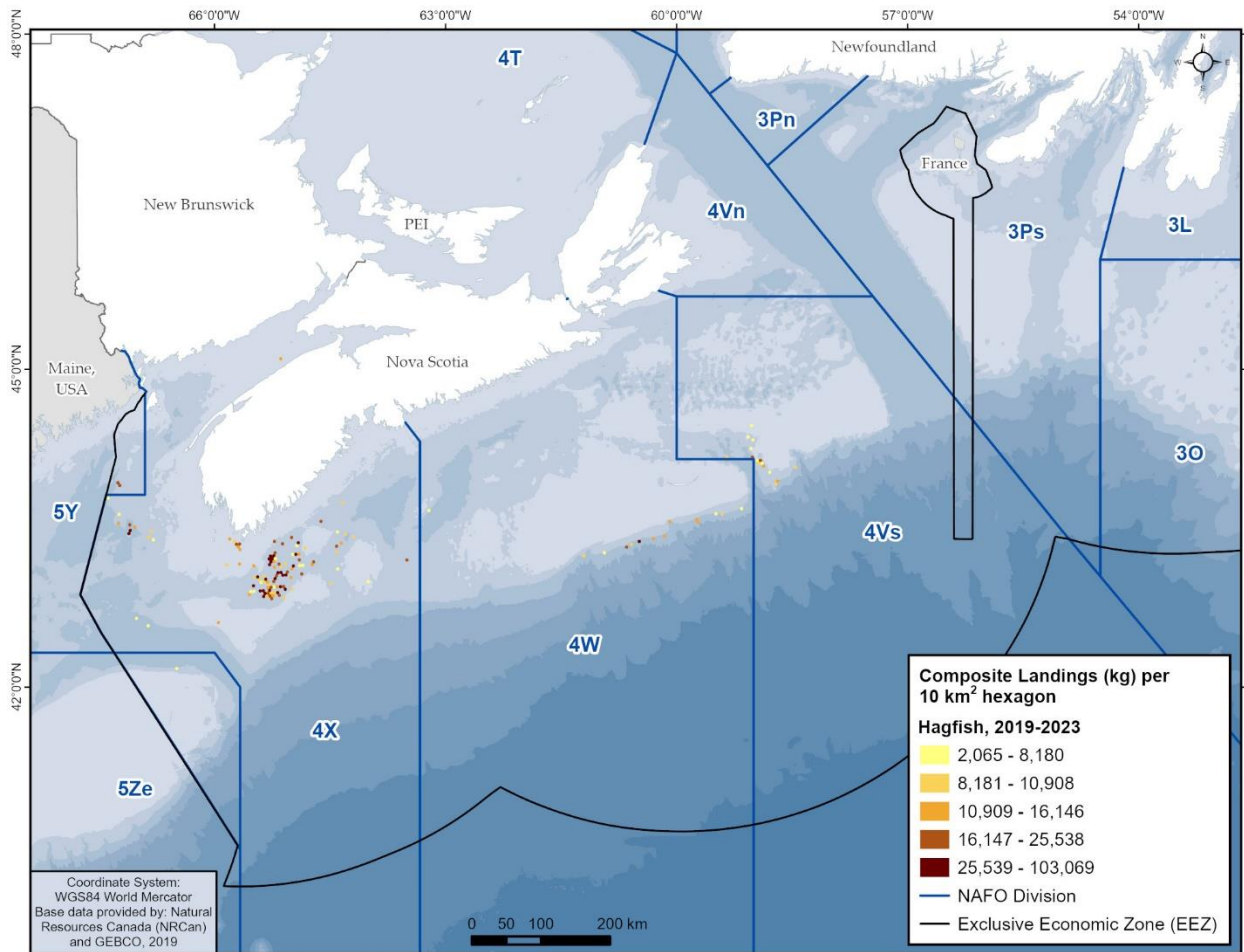 66°0'0"W
63°0'0"W
60°0'0"W
57°0'0"W
54°0'0"W
48°0'0"N
45°0'0"N
42°0'0"N
N
W
E
S
4T
Newfoundland
3Pn
France
New Brunswick
PEI
4Vn
3Ps
3L
Maine,
USA
Nova Scotia
5Y
3O
4Vs
4W
4X
5Ze
Composite Landings (kg) per
10 km² hexagon
Hagfish, 2019-2023
2,065 - 8,180
8,181 - 10,908
10,909 - 16,146
16,147 - 25,538
25,539 - 103,069
NAFO Division
Exclusive Economic Zone (EEZ)
Coordinate System:
WGS84 World Mercator
Base data provided by: Natural
Resources Canada (NRCan)
and GEBCO, 2019
0 50 100 200 km